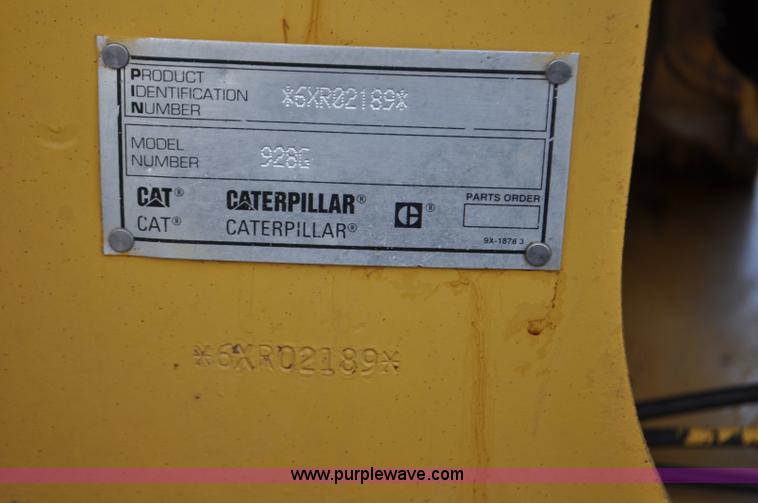 PRODUCT
IDENTIFICATION
NUMBER
*6XR02189*
MODEL
NUMBER
928G
CAT® CATERPILLAR® C®
CAT® CATERPILLAR®
PARTS ORDER
9X-1878 3
*6XR02189*
www.purplewave.com